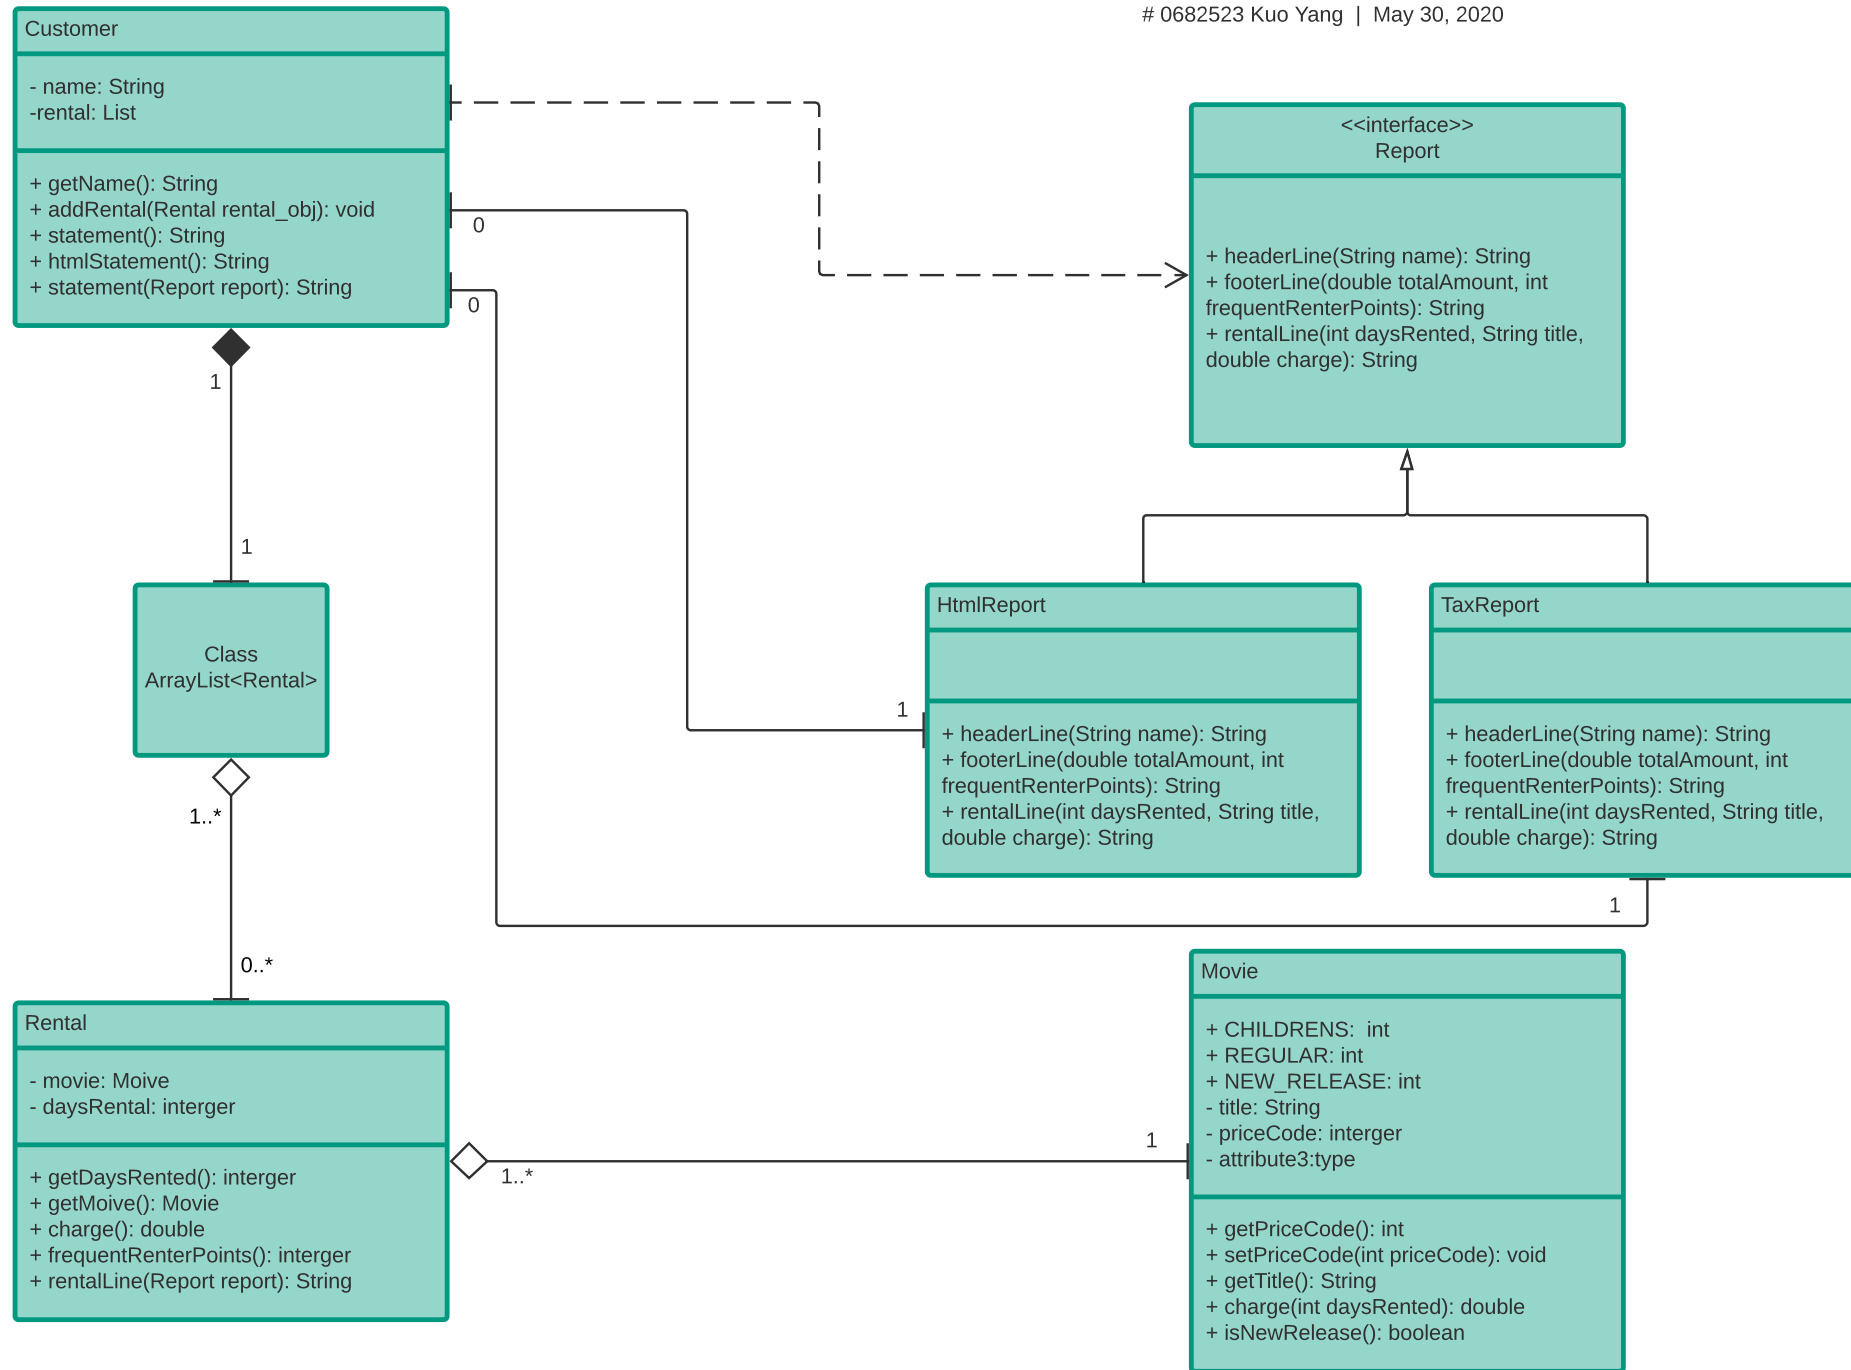 # 0682523 Kuo Yang  |  May 30, 2020
Customer
- name: String
-rental: List
+ getName(): String
+ addRental(Rental rental_obj): void
+ statement(): String
+ htmlStatement(): String
+ statement(Report report): String
0
0
1
1
<<interface>>
Report
+ headerLine(String name): String
+ footerLine(double totalAmount, int
frequentRenterPoints): String
+ rentalLine(int daysRented, String title,
double charge): String
Class
ArrayList<Rental>
1..*
0..*
HtmlReport
+ headerLine(String name): String
+ footerLine(double totalAmount, int
frequentRenterPoints): String
+ rentalLine(int daysRented, String title,
double charge): String
1
TaxReport
+ headerLine(String name): String
+ footerLine(double totalAmount, int
frequentRenterPoints): String
+ rentalLine(int daysRented, String title,
double charge): String
1
Rental
- movie: Moive
- daysRental: interger
+ getDaysRented(): interger
+ getMoive(): Movie
+ charge(): double
+ frequentRenterPoints(): interger
+ rentalLine(Report report): String
1..*
1
Movie
+ CHILDRENS:  int
+ REGULAR: int
+ NEW_RELEASE: int
- title: String
- priceCode: interger
- attribute3:type
+ getPriceCode(): int
+ setPriceCode(int priceCode): void
+ getTitle(): String
+ charge(int daysRented): double
+ isNewRelease(): boolean